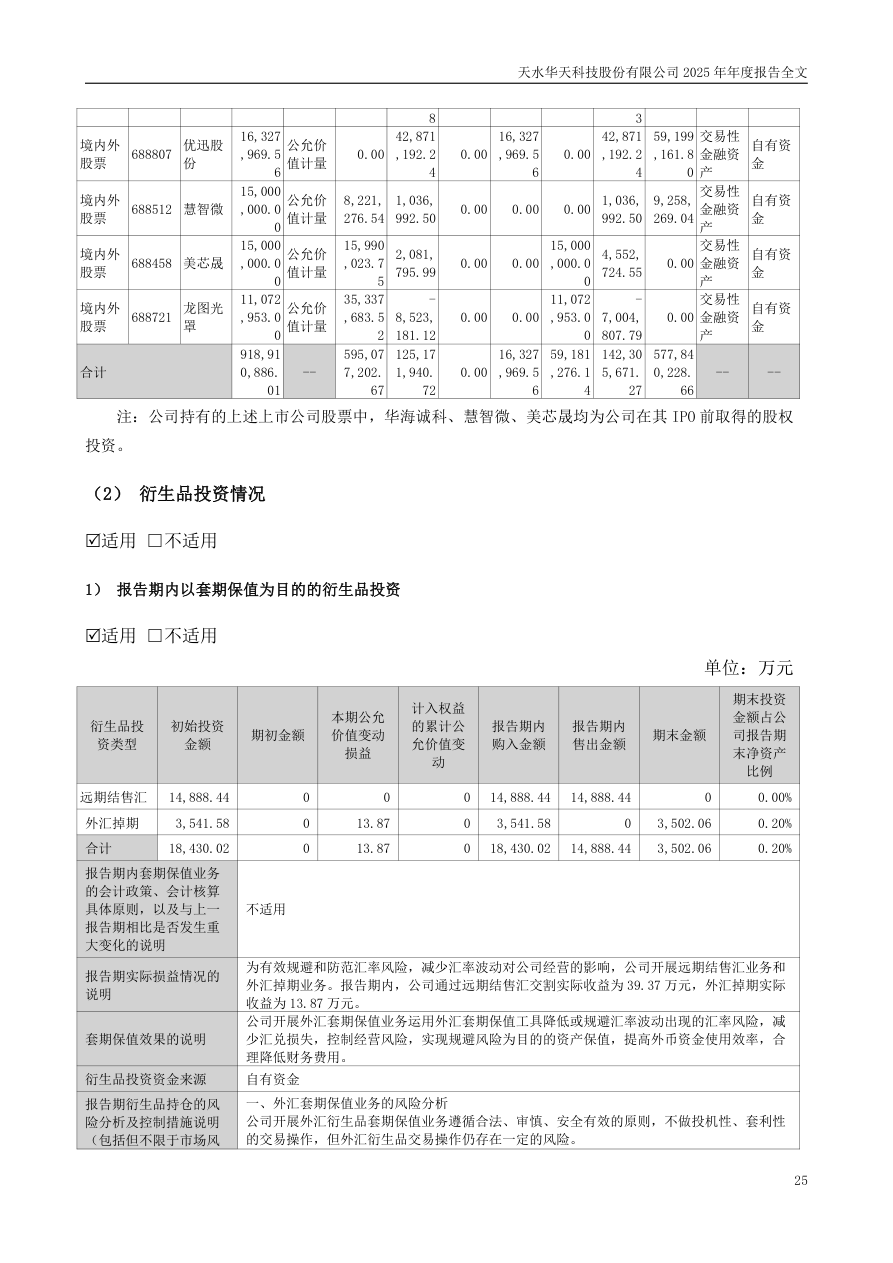 天水华天科技股份有限公司 2025 年年度报告全文
8 3
境内外股票 688807 优迅股份 16,327,969.56 公允价值计量 0.00 42,871,192.24 0.00 16,327,969.56 0.00 42,871,192.24 59,199,161.80 交易性金融资产 自有资金
境内外股票 688512 慧智微 15,000,000.00 公允价值计量 8,221,276.54 1,036,992.50 0.00 0.00 0.00 1,036,992.50 9,258,269.04 交易性金融资产 自有资金
境内外股票 688458 美芯晟 15,000,000.00 公允价值计量 15,990,023.75 2,081,795.99 0.00 0.00 15,000,000.00 4,552,724.55 0.00 交易性金融资产 自有资金
境内外股票 688721 龙图光罩 11,072,953.00 公允价值计量 35,337,683.52 -8,523,181.12 0.00 0.00 11,072,953.00 -7,004,807.79 0.00 交易性金融资产 自有资金
合计 918,910,886.01 -- 595,077,202.67 125,171,940.72 0.00 16,327,969.56 59,181,276.14 142,305,671.27 577,840,228.66 -- --
注：公司持有的上述上市公司股票中，华海诚科、慧智微、美芯晟均为公司在其 IPO 前取得的股权
投资。
（2） 衍生品投资情况
☑适用 □不适用
1） 报告期内以套期保值为目的的衍生品投资
☑适用 □不适用
单位：万元
衍生品投资类型 初始投资金额 期初金额 本期公允价值变动损益 计入权益的累计公允价值变动 报告期内购入金额 报告期内售出金额 期末金额 期末投资金额占公司报告期末净资产比例
远期结售汇 14,888.44 0 0 0 14,888.44 14,888.44 0 0.00%
外汇掉期 3,541.58 0 13.87 0 3,541.58 0 3,502.06 0.20%
合计 18,430.02 0 13.87 0 18,430.02 14,888.44 3,502.06 0.20%
报告期内套期保值业务
的会计政策、会计核算
具体原则，以及与上一
报告期相比是否发生重
大变化的说明
不适用
报告期实际损益情况的
说明
为有效规避和防范汇率风险，减少汇率波动对公司经营的影响，公司开展远期结售汇业务和
外汇掉期业务。报告期内，公司通过远期结售汇交割实际收益为 39.37 万元，外汇掉期实际
收益为 13.87 万元。
套期保值效果的说明
公司开展外汇套期保值业务运用外汇套期保值工具降低或规避汇率波动出现的汇率风险，减
少汇兑损失，控制经营风险，实现规避风险为目的的资产保值，提高外币资金使用效率，合
理降低财务费用。
衍生品投资资金来源 自有资金
报告期衍生品持仓的风
险分析及控制措施说明
（包括但不限于市场风
一、外汇套期保值业务的风险分析
公司开展外汇衍生品套期保值业务遵循合法、审慎、安全有效的原则，不做投机性、套利性
的交易操作，但外汇衍生品交易操作仍存在一定的风险。
25